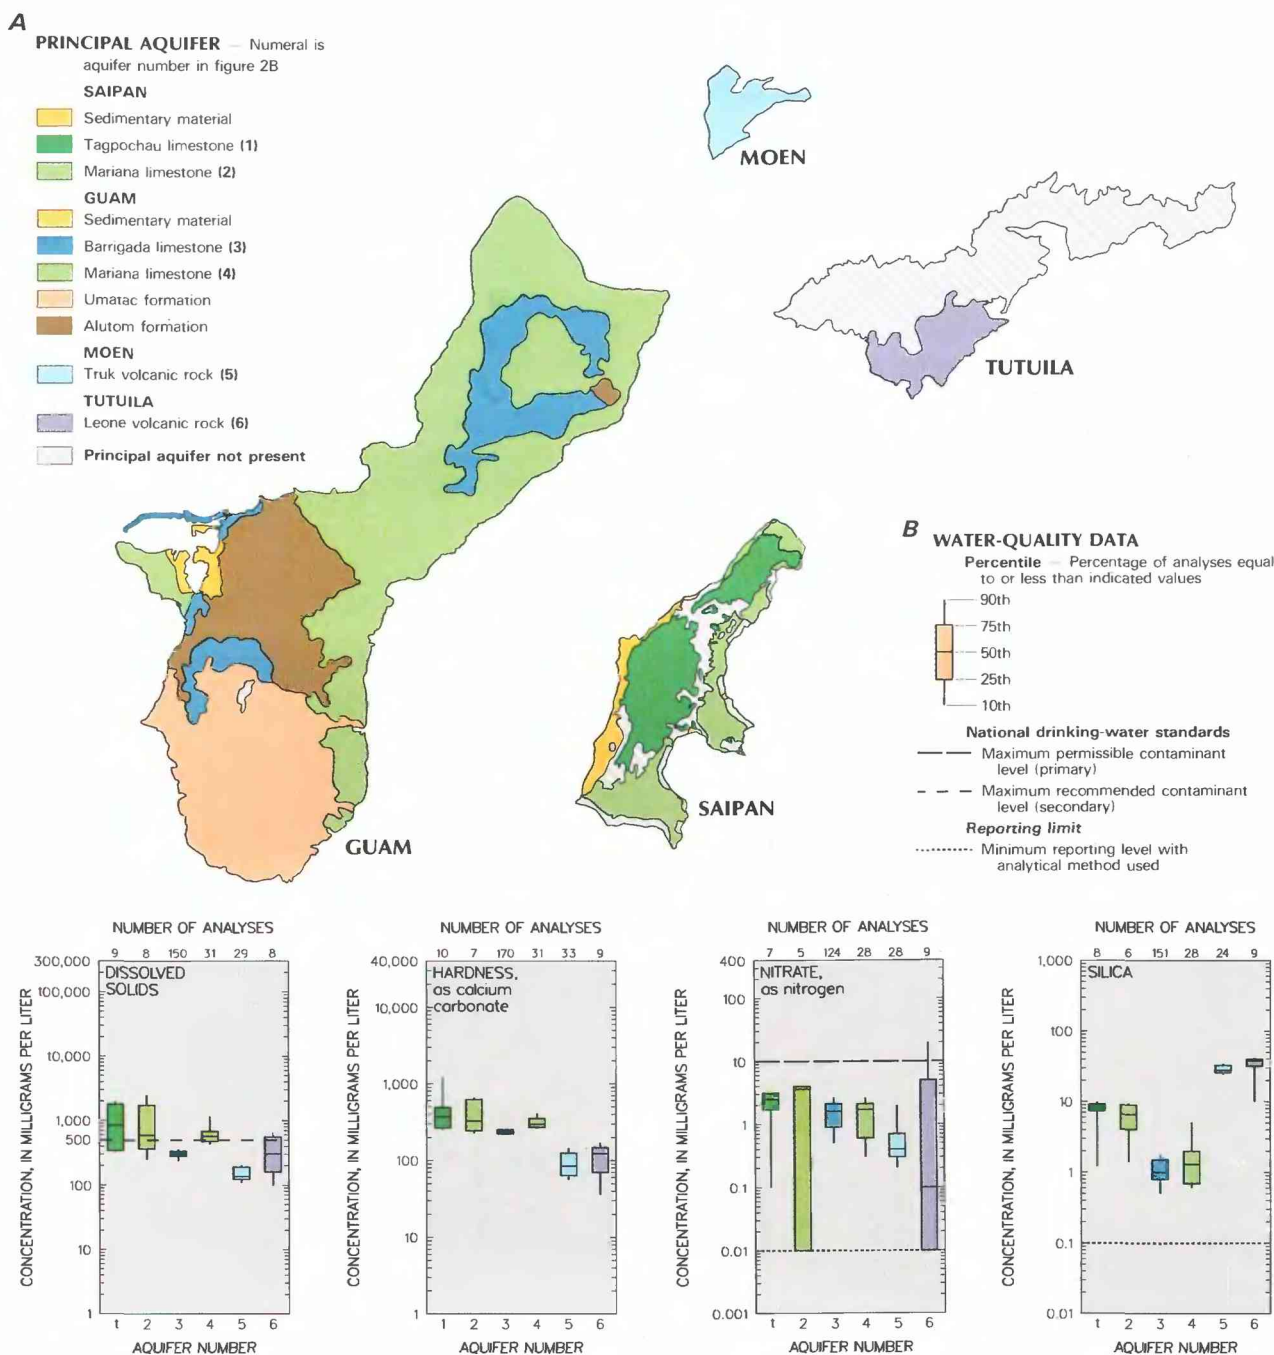 A
PRINCIPAL AQUIFER — Numeral is
aquifer number in figure 2B
SAIPAN
Sedimentary material
Tagpochau limestone (1)
Mariana limestone (2)
GUAM
Sedimentary material
Barrigada limestone (3)
Mariana limestone (4)
Umatac formation
Alutom formation
MOEN
Truk volcanic rock (5)
TUTUILA
Leone volcanic rock (6)
Principal aquifer not present
MOEN
TUTUILA
GUAM
SAIPAN
B WATER-QUALITY DATA
Percentile — Percentage of analyses equal
to or less than indicated values
90th
75th
50th
25th
10th
National drinking-water standards
Maximum permissible contaminant
level (primary)
Maximum recommended contaminant
level (secondary)
Reporting limit
Minimum reporting level with
analytical method used
NUMBER OF ANALYSES
9 8 150 31 29 8
DISSOLVED
SOLIDS
CONCENTRATION, IN MILLIGRAMS PER LITER
300,000
100,000
10,000
1,000
500
100
10
1
1 2 3 4 5 6
AQUIFER NUMBER
NUMBER OF ANALYSES
10 7 170 31 33 9
HARDNESS,
as calcium
carbonate
CONCENTRATION, IN MILLIGRAMS PER LITER
40,000
10,000
1,000
100
10
1
1 2 3 4 5 6
AQUIFER NUMBER
NUMBER OF ANALYSES
7 5 124 28 28 9
NITRATE,
as nitrogen
CONCENTRATION, IN MILLIGRAMS PER LITER
400
100
10
1
0.1
0.01
0.001
1 2 3 4 5 6
AQUIFER NUMBER
NUMBER OF ANALYSES
8 6 151 28 24 9
SILICA
CONCENTRATION, IN MILLIGRAMS PER LITER
1,000
100
10
1
0.1
0.01
1 2 3 4 5 6
AQUIFER NUMBER